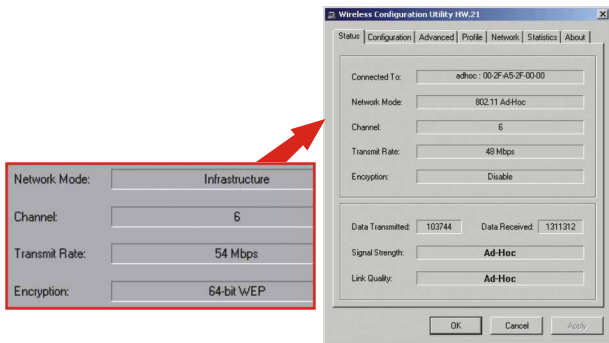 Wireless Configuration Utility HW.21
Status Configuration Advanced Profile Network Statistics About
Connected To: adhoc : 00-2F-A5-2F-00-00
Network Mode: 802.11 Ad-Hoc
Channel: 6
Transmit Rate: 48 Mbps
Encryption: Disable
Data Transmitted: 103744 Data Received: 1311312
Signal Strength: Ad-Hoc
Link Quality: Ad-Hoc
OK Cancel Apply
Network Mode: Infrastructure
Channel: 6
Transmit Rate: 54 Mbps
Encryption: 64-bit WEP